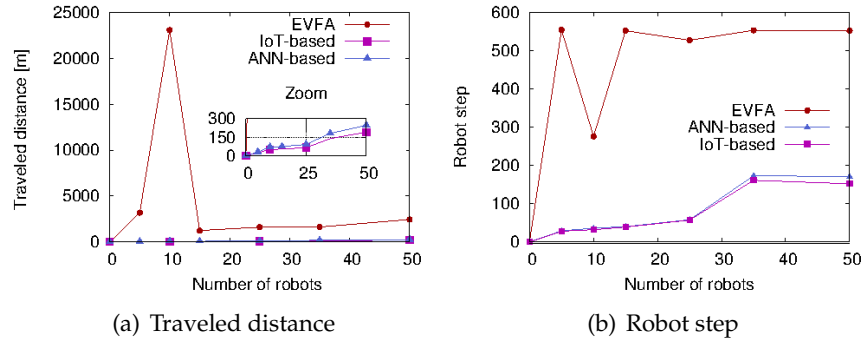 EVFA
IoT-based
ANN-based
Zoom
300
150
0
0
25
50
25000
20000
15000
10000
5000
0
Traveled distance [m]
0
10
20
30
40
50
Number of robots
(a) Traveled distance
600
500
400
300
200
100
0
Robot step
EVFA
ANN-based
IoT-based
0
10
20
30
40
50
Number of robots
(b) Robot step